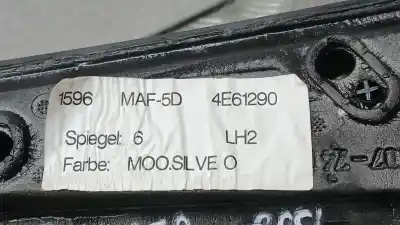 1596 MAF-5D 4E61290
Spiegel: 6 LH2
Farbe: MOO.SILVE O